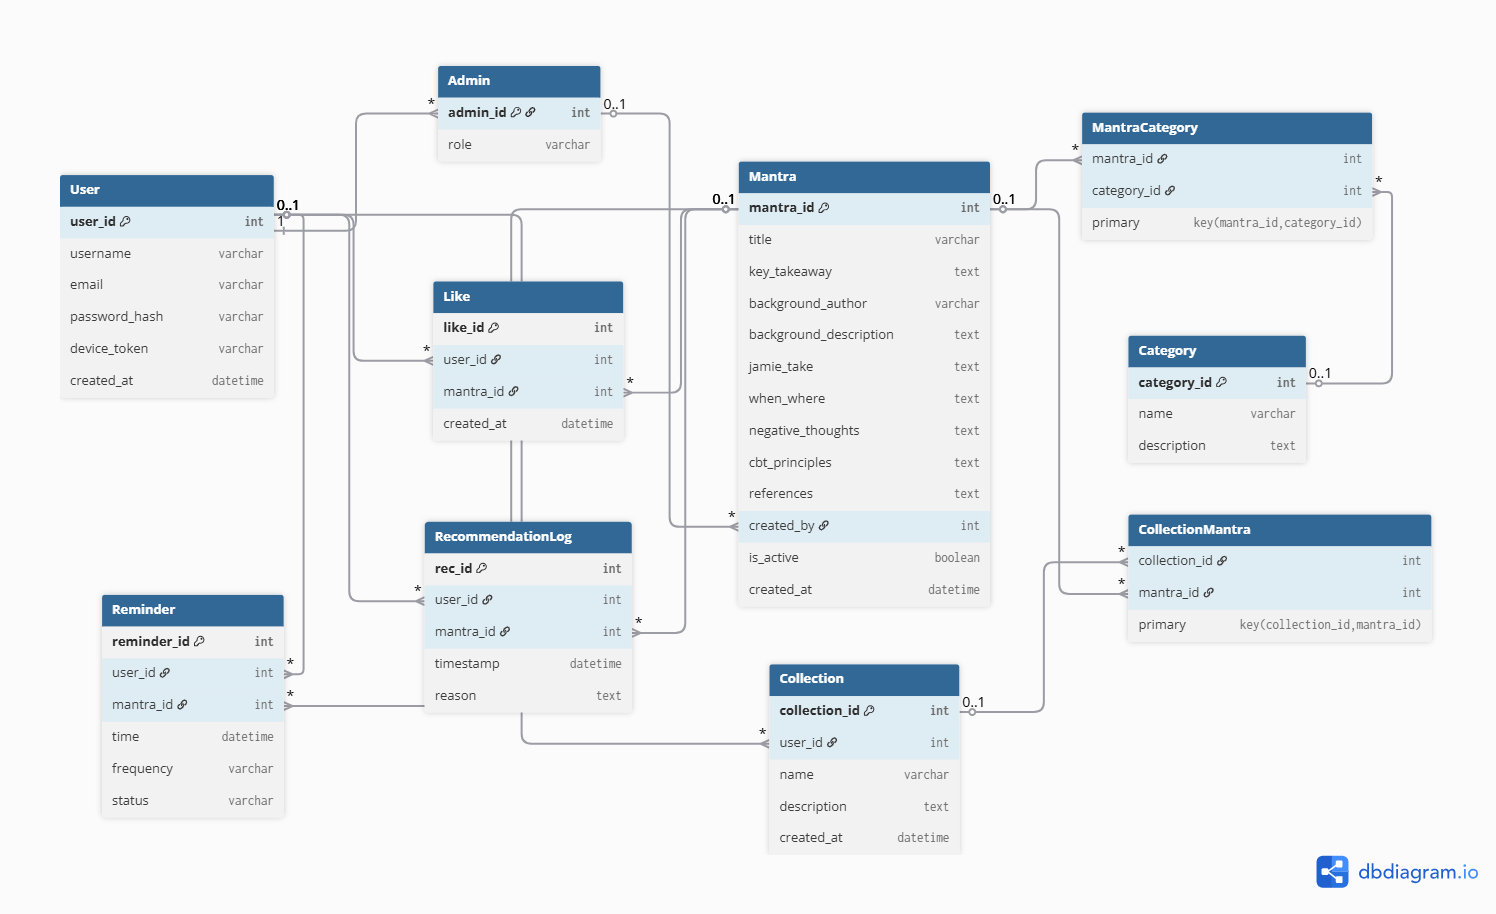 Admin
admin_id int
role varchar
User
user_id int
username varchar
email varchar
password_hash varchar
device_token varchar
created_at datetime
Like
like_id int
user_id int
mantra_id int
created_at datetime
RecommendationLog
rec_id int
user_id int
mantra_id int
timestamp datetime
reason text
Reminder
reminder_id int
user_id int
mantra_id int
time datetime
frequency varchar
status varchar
Mantra
mantra_id int
title varchar
key_takeaway text
background_author varchar
background_description text
jamie_take text
when_where text
negative_thoughts text
cbt_principles text
references text
created_by int
is_active boolean
created_at datetime
Collection
collection_id int
user_id int
name varchar
description text
created_at datetime
MantraCategory
mantra_id int
category_id int
primary key(mantra_id,category_id)
Category
category_id int
name varchar
description text
CollectionMantra
collection_id int
mantra_id int
primary key(collection_id,mantra_id)
*
0..1
0..1
1
*
*
*
*
*
*
0..1
0..1
*
*
0..1
*
*
0..1
*
*
dbdiagram.io